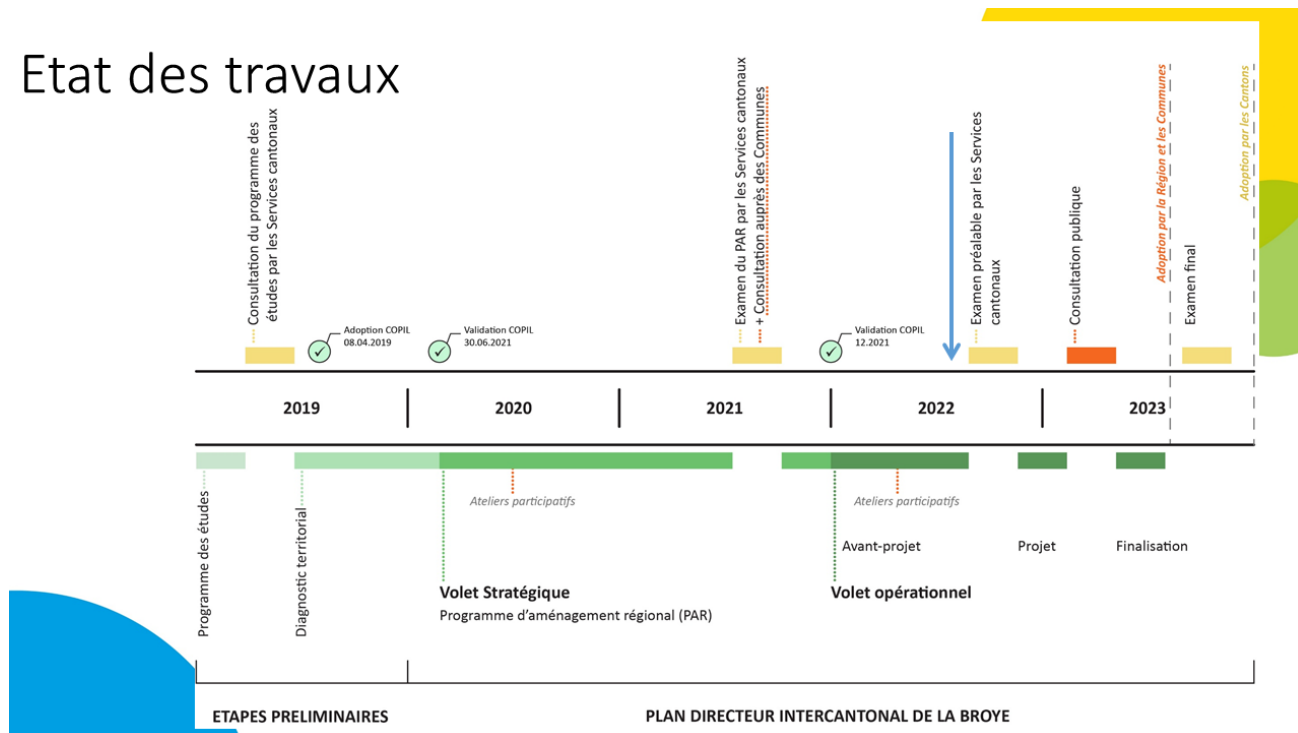 Etat des travaux
Consultation du programme des
études par les Services cantonaux
Adoption COPIL
08.04.2019
Validation COPIL
30.06.2021
Examen du PAR par les Services cantonaux
+ Consultation auprès des Communes
Validation COPIL
12.2021
Examen préalable par les Services
cantonaux
Consultation publique
Adoption par la Région et les Communes
Examen final
Adoption par les Cantons
2019
2020
2021
2022
2023
Programme des études
Diagnostic territorial
Ateliers participatifs
Ateliers participatifs
Avant-projet
Projet
Finalisation
Volet Stratégique
Programme d'aménagement régional (PAR)
Volet opérationnel
ETAPES PRELIMINAIRES
PLAN DIRECTEUR INTERCANTONAL DE LA BROYE